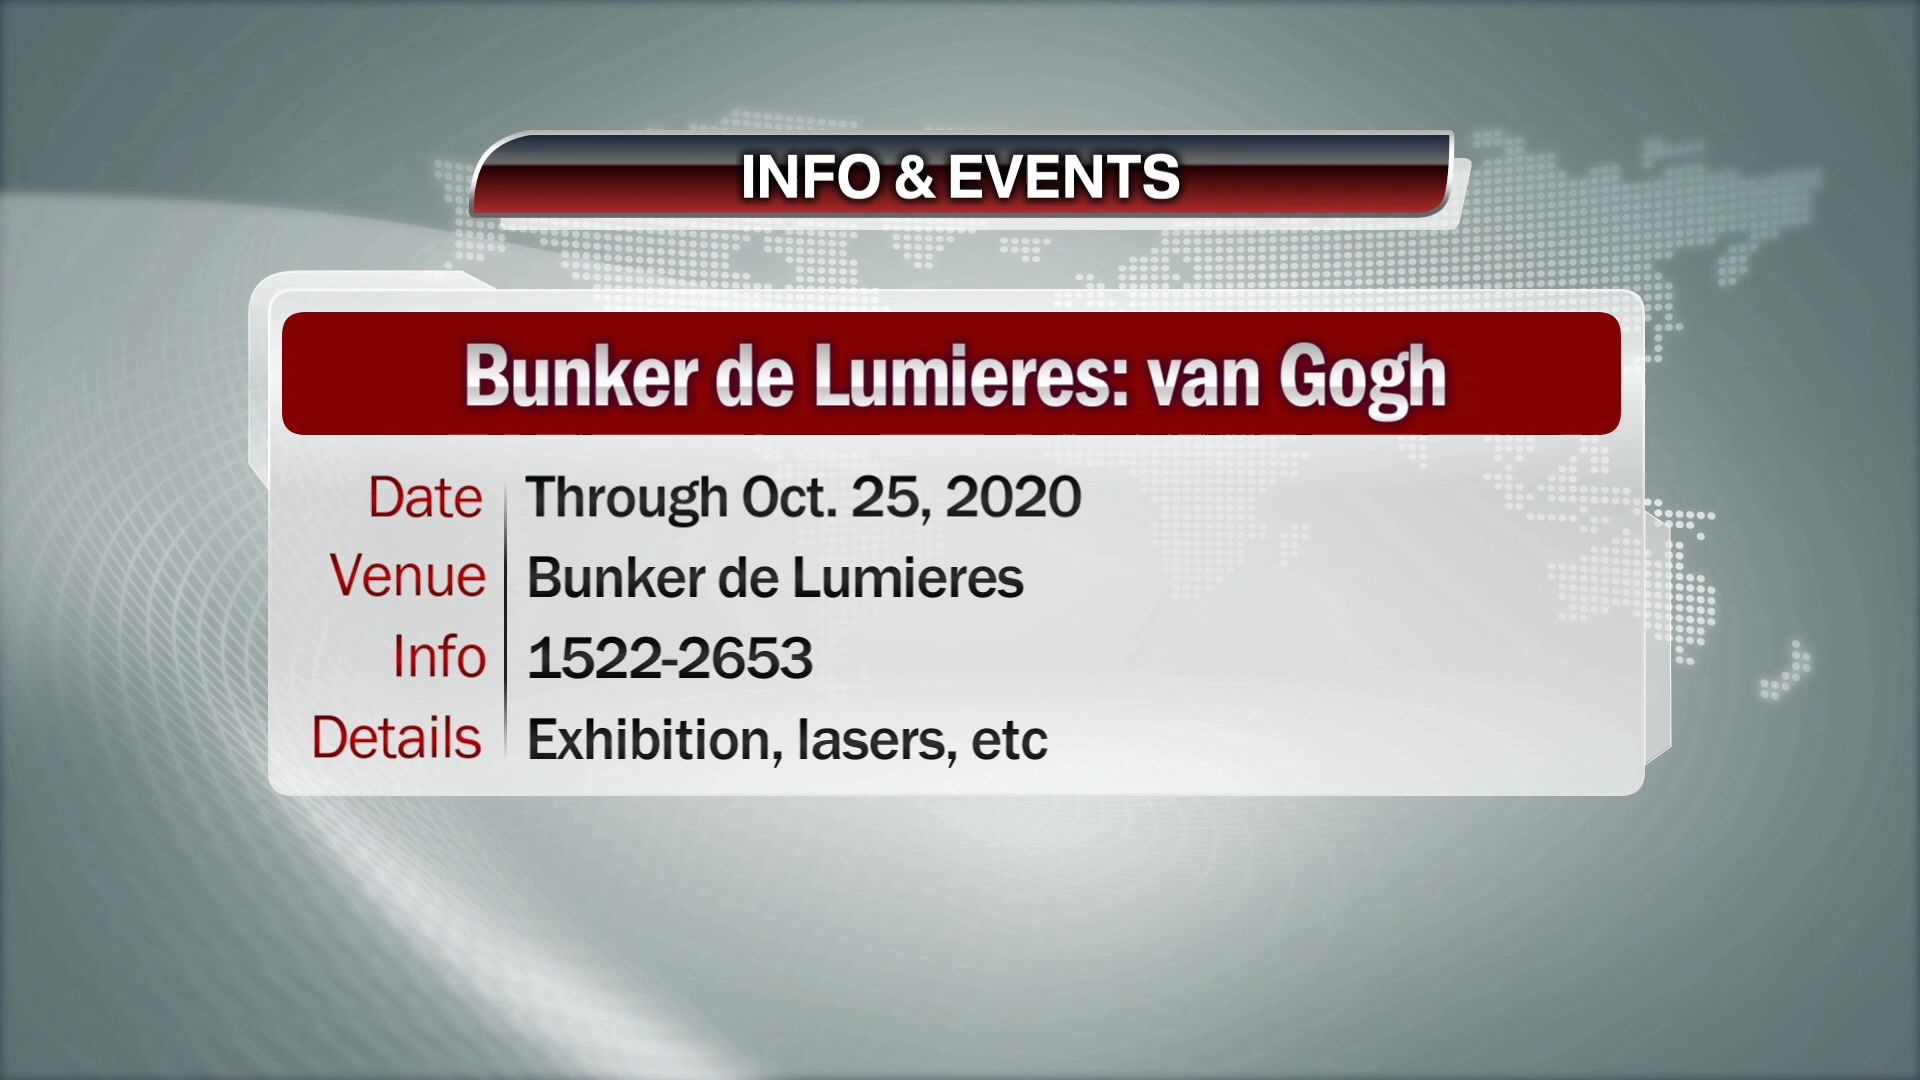 INFO & EVENTS
Bunker de Lumieres: van Gogh
Date Through Oct. 25, 2020
Venue Bunker de Lumieres
Info 1522-2653
Details Exhibition, lasers, etc